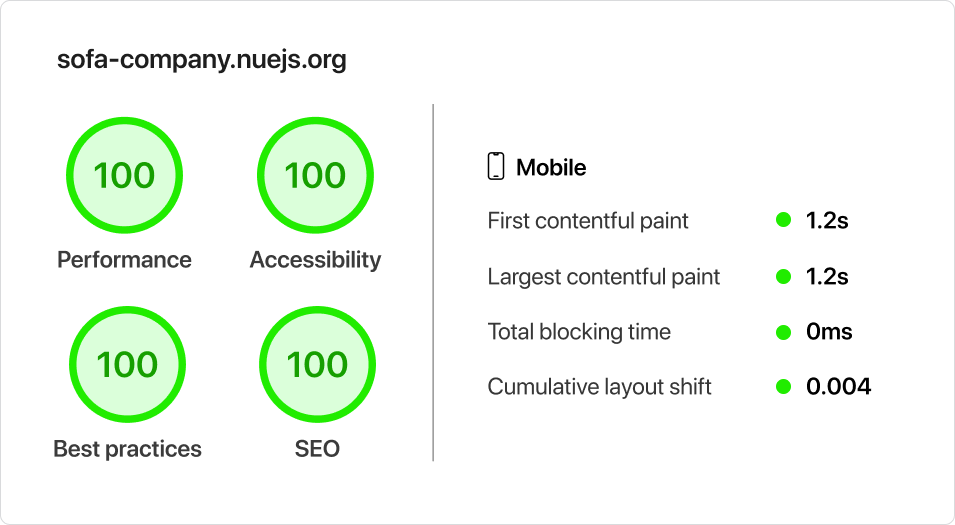 sofa-company.nuejs.org
100
100
Performance
Accessibility
100
100
Best practices
SEO
Mobile
First contentful paint 1.2s
Largest contentful paint 1.2s
Total blocking time 0ms
Cumulative layout shift 0.004